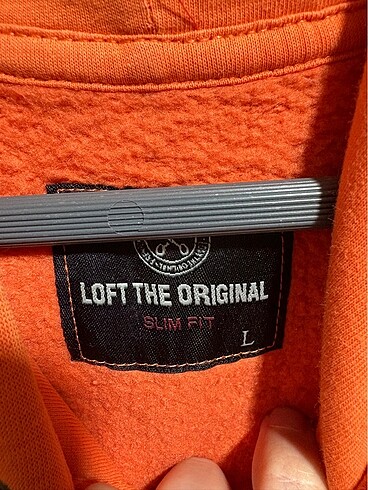 LOFT THE ORIGINAL
SLIM FIT
L